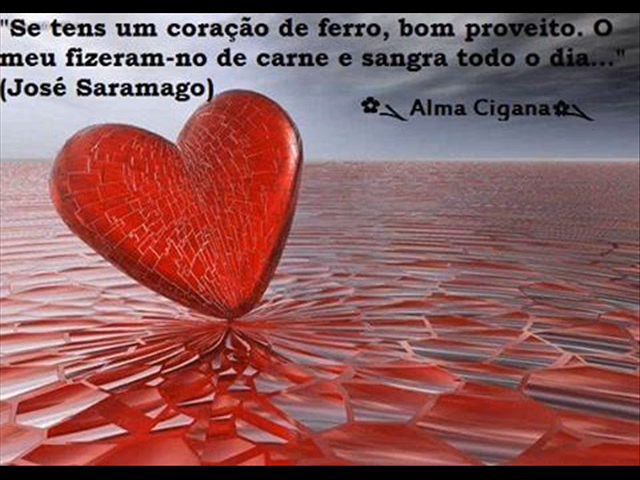 "Se tens um coração de ferro, bom proveito. O
meu fizeram-no de carne e sangra todo o dia..."
(José Saramago)
✿ Alma Cigana ✿